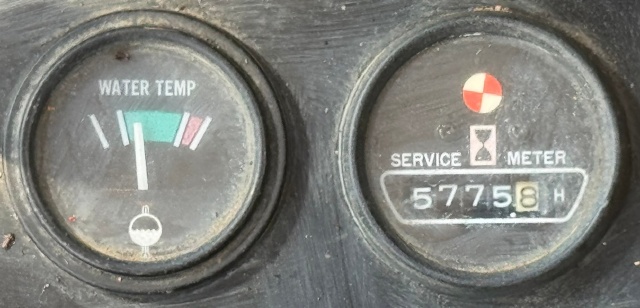 WATER TEMP
SERVICE METER
57758 H